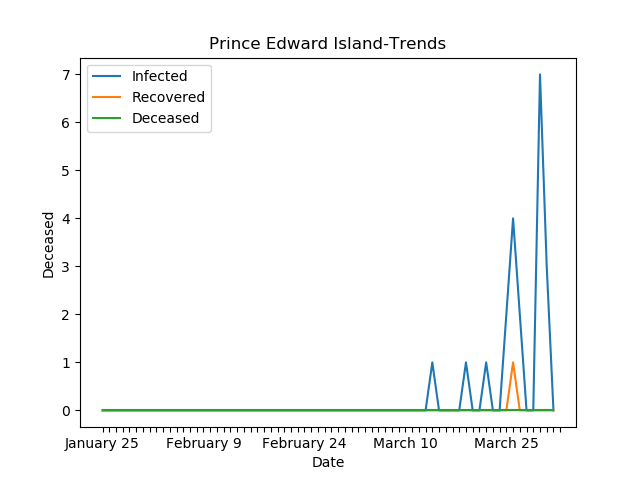 Prince Edward Island-Trends
Infected
Recovered
Deceased
7
6
5
4
3
2
1
0
Deceased
January 25
February 9
February 24
March 10
March 25
Date